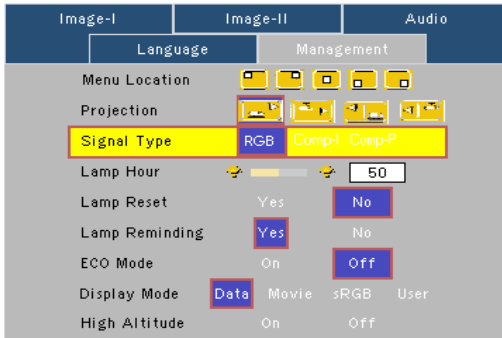 Image-I Image-II Audio
Language Management
Menu Location
Projection
Signal Type RGB Comp-I Comp-P
Lamp Hour 50
Lamp Reset Yes No
Lamp Reminding Yes No
ECO Mode On Off
Display Mode Data Movie sRGB User
High Altitude On Off